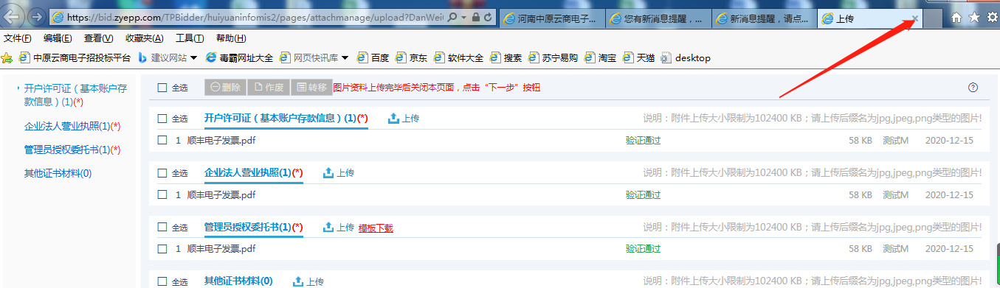 https://bid.zyepp.com/TPBidder/huiyuaninfomis2/pages/attachmanage/upload?DanWei
河南中原云商电子...
您有新消息提醒，...
新消息提醒，请点...
上传
文件(F) 编辑(E) 查看(V) 收藏夹(A) 工具(T) 帮助(H)
中原云商电子招投标平台 建议网站 毒霸网址大全 网页快讯库 百度 京东 软件大全 搜索 苏宁易购 淘宝 天猫 desktop
开户许可证（基本账户存
款信息）(1)(*)
企业法人营业执照(1)(*)
管理员授权委托书(1)(*)
其他证书材料(0)
全选 删除 作废 转移 图片资料上传完毕后关闭本页面，点击“下一步”按钮
全选 开户许可证（基本账户存款信息）(1)(*) 上传 说明：附件上传大小限制为102400 KB；请上传后缀名为jpg,jpeg,png类型的图片!
1 顺丰电子发票.pdf 验证通过 58 KB 测试M 2020-12-15
全选 企业法人营业执照(1)(*) 上传 说明：附件上传大小限制为102400 KB；请上传后缀名为jpg,jpeg,png类型的图片!
1 顺丰电子发票.pdf 验证通过 58 KB 测试M 2020-12-15
全选 管理员授权委托书(1)(*) 上传 模板下载 说明：附件上传大小限制为102400 KB；请上传后缀名为jpg,jpeg,png类型的图片!
1 顺丰电子发票.pdf 验证通过 58 KB 测试M 2020-12-15
全选 其他证书材料(0) 上传 说明：附件上传大小限制为102400 KB；请上传后缀名为jpg,jpeg,png类型的图片!